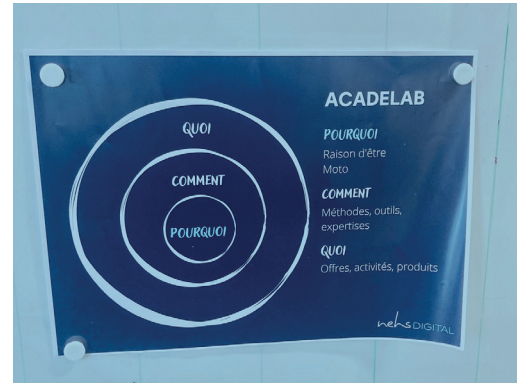 QUOI
COMMENT
POURQUOI
ACADELAB
POURQUOI
Raison d'être
Moto
COMMENT
Méthodes, outils,
expertises
QUOI
Offres, activités, produits
nehs DIGITAL